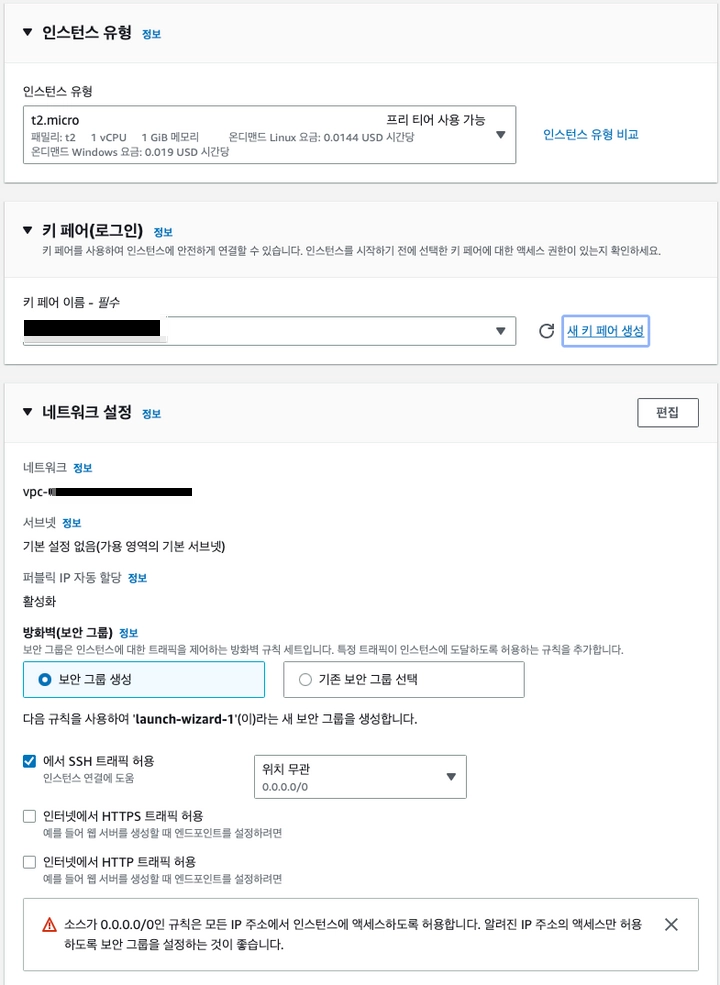 인스턴스 유형 정보
인스턴스 유형
t2.micro 프리 티어 사용 가능
패밀리: t2 1 vCPU 1 GiB 메모리 온디맨드 Linux 요금: 0.0144 USD 시간당
온디맨드 Windows 요금: 0.019 USD 시간당
인스턴스 유형 비교
키 페어(로그인) 정보
키 페어를 사용하여 인스턴스에 안전하게 연결할 수 있습니다. 인스턴스를 시작하기 전에 선택한 키 페어에 대한 액세스 권한이 있는지 확인하세요.
키 페어 이름 - 필수
새 키 페어 생성
네트워크 설정 정보
편집
네트워크 정보
vpc-
서브넷 정보
기본 설정 없음(가용 영역의 기본 서브넷)
퍼블릭 IP 자동 할당 정보
활성화
방화벽(보안 그룹) 정보
보안 그룹은 인스턴스에 대한 트래픽을 제어하는 방화벽 규칙 세트입니다. 특정 트래픽이 인스턴스에 도달하도록 허용하는 규칙을 추가합니다.
보안 그룹 생성
기존 보안 그룹 선택
다음 규칙을 사용하여 'launch-wizard-1'(이)라는 새 보안 그룹을 생성합니다.
에서 SSH 트래픽 허용
인스턴스 연결에 도움
위치 무관
0.0.0.0/0
인터넷에서 HTTPS 트래픽 허용
예를 들어 웹 서버를 생성할 때 엔드포인트를 설정하려면
인터넷에서 HTTP 트래픽 허용
예를 들어 웹 서버를 생성할 때 엔드포인트를 설정하려면
소스가 0.0.0.0/0인 규칙은 모든 IP 주소에서 인스턴스에 액세스하도록 허용합니다. 알려진 IP 주소의 액세스만 허용
하도록 보안 그룹을 설정하는 것이 좋습니다.